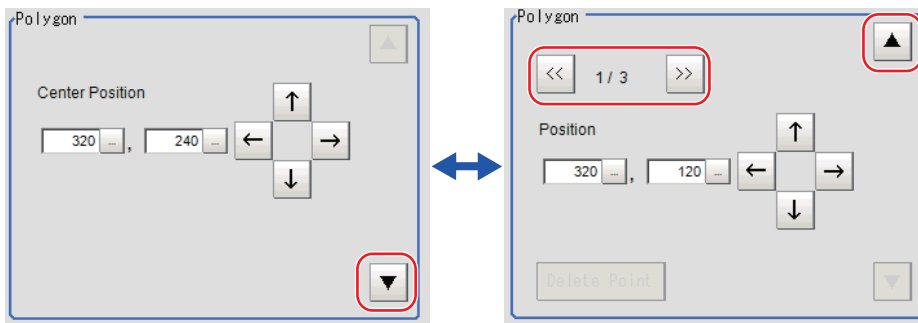 Polygon
Center Position
320 ... , 240 ...
Polygon
<< 1 / 3 >>
Position
320 ... , 120 ...
Delete Point